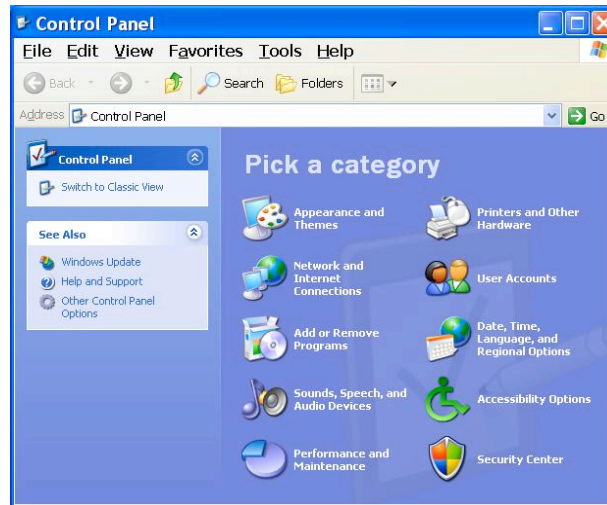 Control Panel
File Edit View Favorites Tools Help
Back Search Folders
Address Control Panel Go
Control Panel
Switch to Classic View
See Also
Windows Update
Help and Support
Other Control Panel
Options
Pick a category
Appearance and
Themes
Printers and Other
Hardware
Network and
Internet
Connections
User Accounts
Add or Remove
Programs
Date, Time,
Language, and
Regional Options
Sounds, Speech, and
Audio Devices
Accessibility Options
Performance and
Maintenance
Security Center